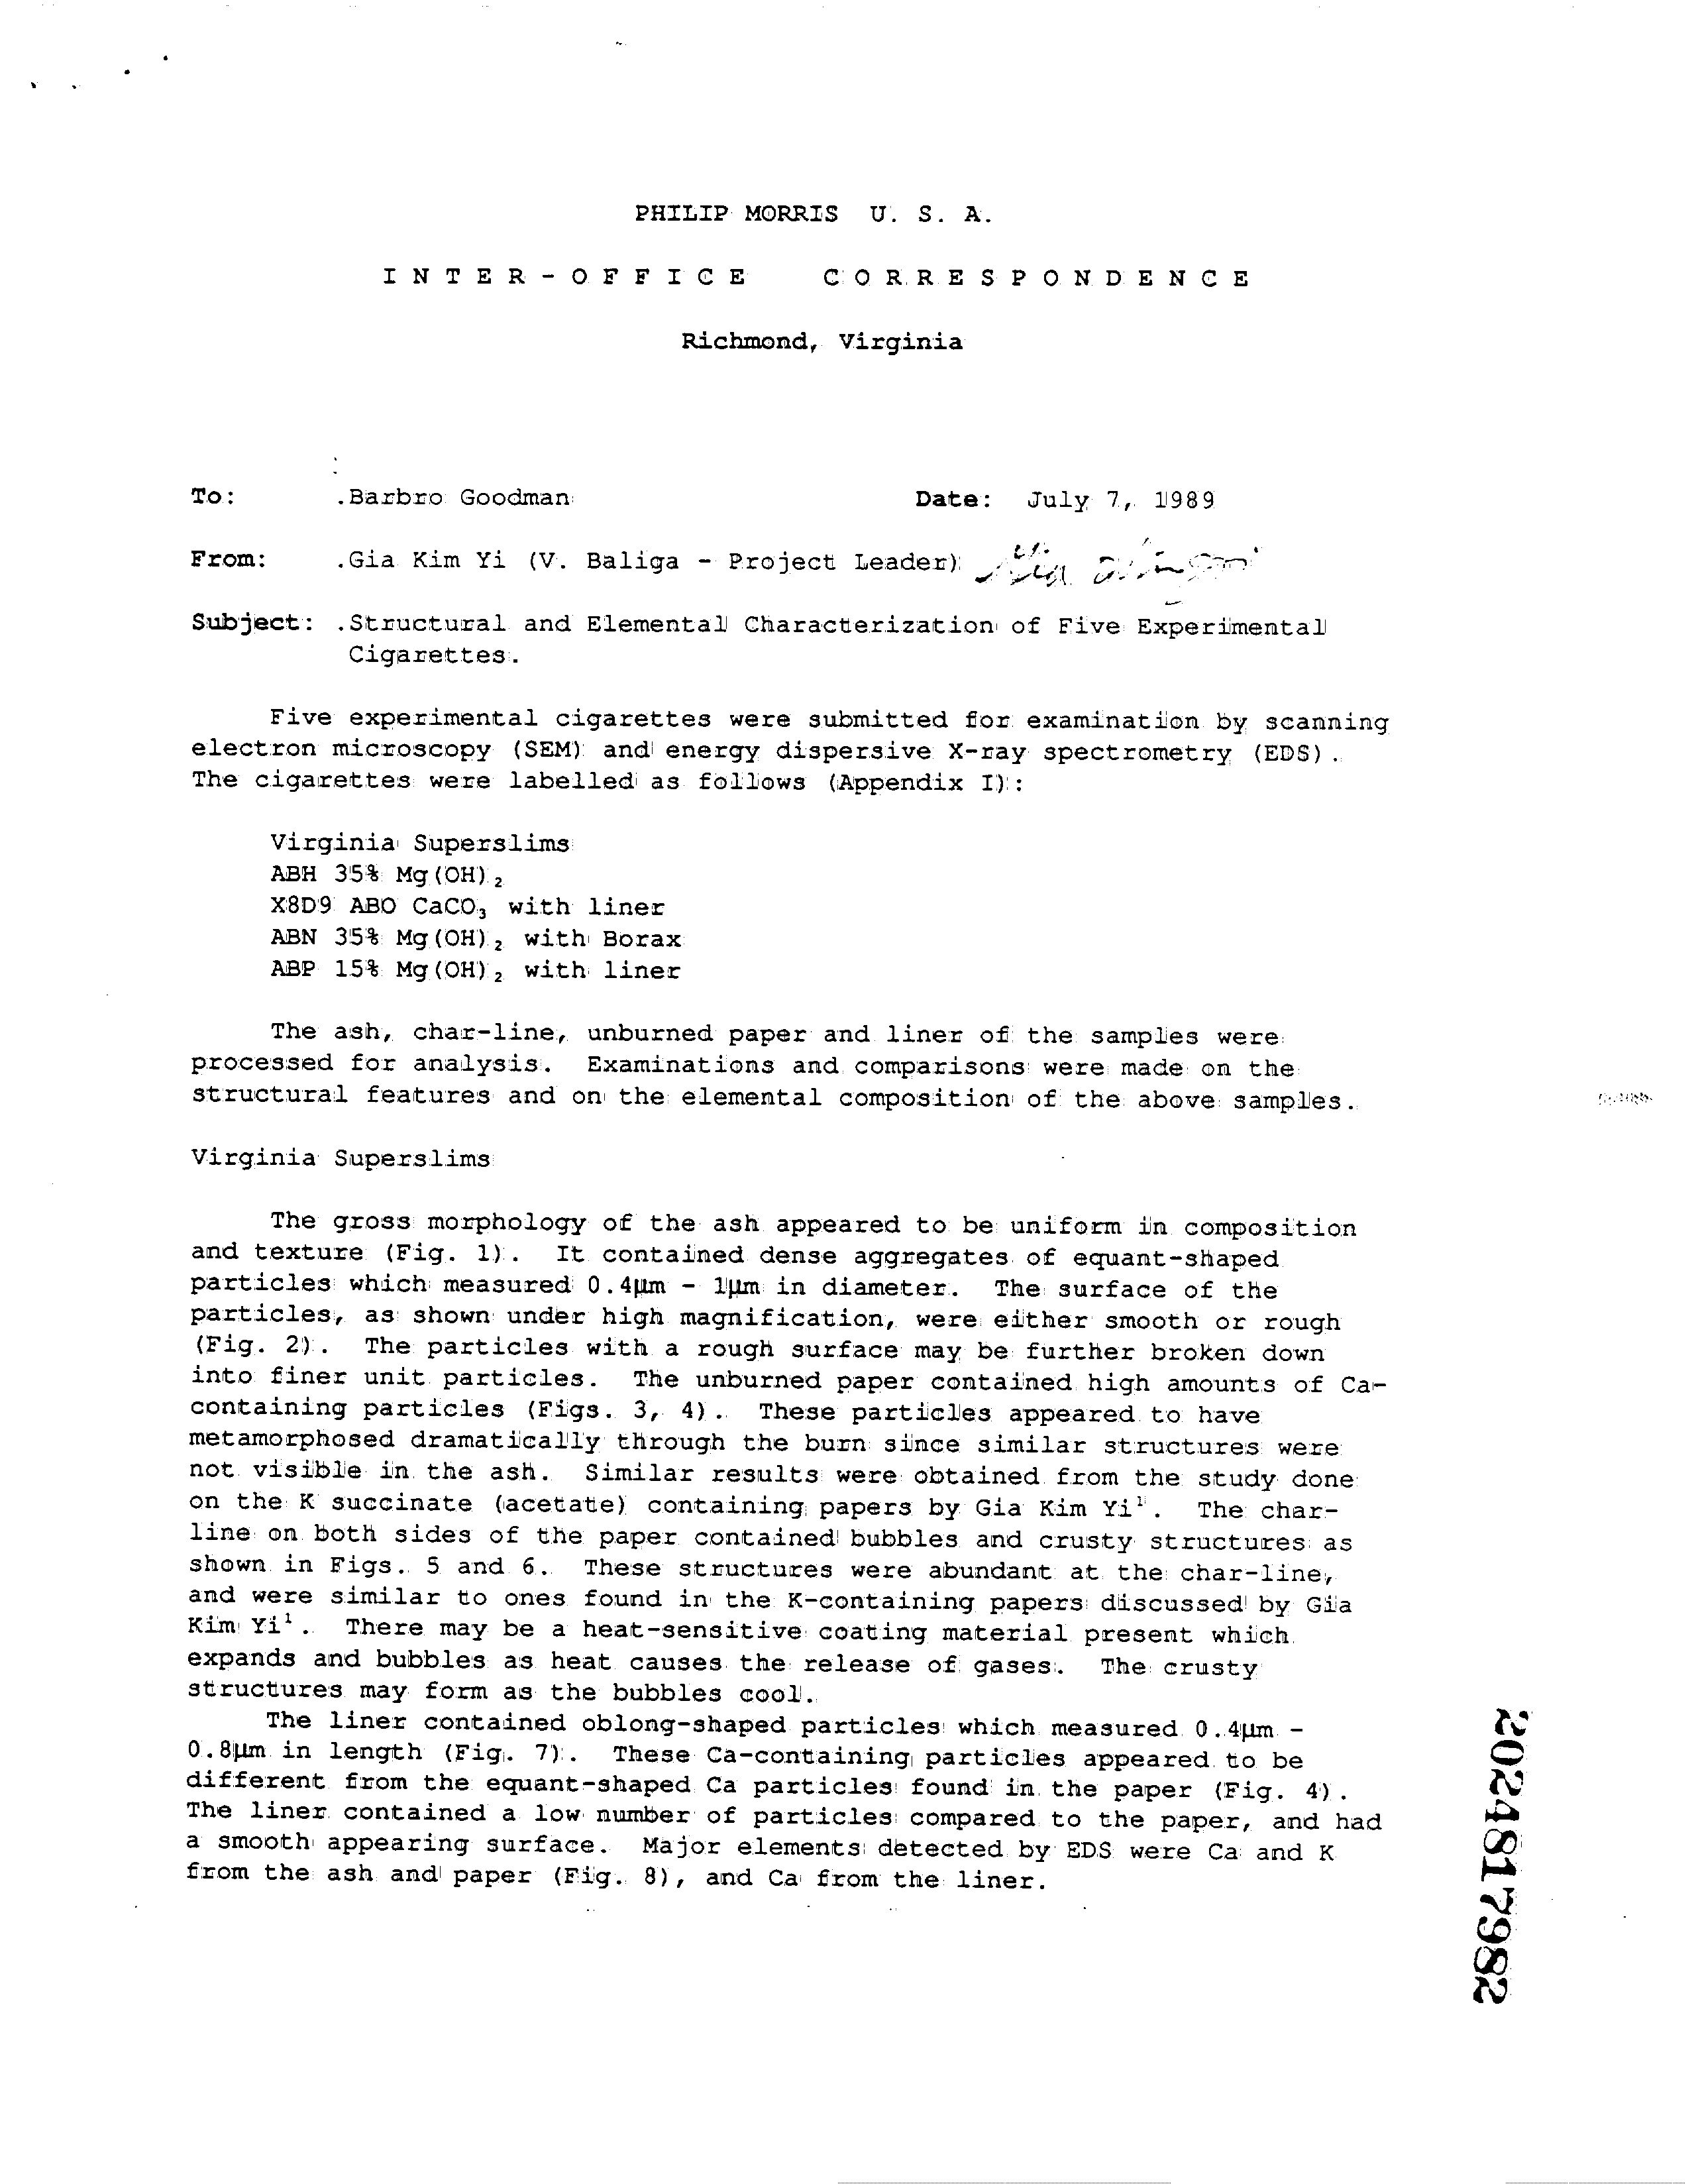 PHILIP MORRIS U. S. A.
INTER-OFFICE CORRESPONDENCE
Richmond, Virginia
To: .Barbro Goodman Date: July 7, 1989
From: .Gia Kim Yi (V. Baliga - Project Leader)
Subject: .Structural and Elemental Characterization of Five Experimental
Cigarettes.
Five experimental cigarettes were submitted for examination by scanning
electron microscopy (SEM) and energy dispersive X-ray spectrometry (EDS).
The cigarettes were labelled as follows (Appendix I):
Virginia Superslims
ABH 35% Mg(OH)₂
X8D9 ABO CaCO₃ with liner
ABN 35% Mg(OH)₂ with Borax
ABP 15% Mg(OH)₂ with liner
The ash, char-line, unburned paper and liner of the samples were
processed for analysis. Examinations and comparisons were made on the
structural features and on the elemental composition of the above samples.
Virginia Superslims
The gross morphology of the ash appeared to be uniform in composition
and texture (Fig. 1). It contained dense aggregates of equant-shaped
particles which measured 0.4µm - 1µm in diameter. The surface of the
particles, as shown under high magnification, were either smooth or rough
(Fig. 2). The particles with a rough surface may be further broken down
into finer unit particles. The unburned paper contained high amounts of Ca-
containing particles (Figs. 3, 4). These particles appeared to have
metamorphosed dramatically through the burn since similar structures were
not visible in the ash. Similar results were obtained from the study done
on the K succinate (acetate) containing papers by Gia Kim Yi¹. The char-
line on both sides of the paper contained bubbles and crusty structures as
shown in Figs. 5 and 6. These structures were abundant at the char-line,
and were similar to ones found in the K-containing papers discussed by Gia
Kim Yi¹. There may be a heat-sensitive coating material present which
expands and bubbles as heat causes the release of gases. The crusty
structures may form as the bubbles cool.
The liner contained oblong-shaped particles which measured 0.4µm -
0.8µm in length (Fig. 7). These Ca-containing particles appeared to be
different from the equant-shaped Ca particles found in the paper (Fig. 4).
The liner contained a low number of particles compared to the paper, and had
a smooth appearing surface. Major elements detected by EDS were Ca and K
from the ash and paper (Fig. 8), and Ca from the liner.
2024817982